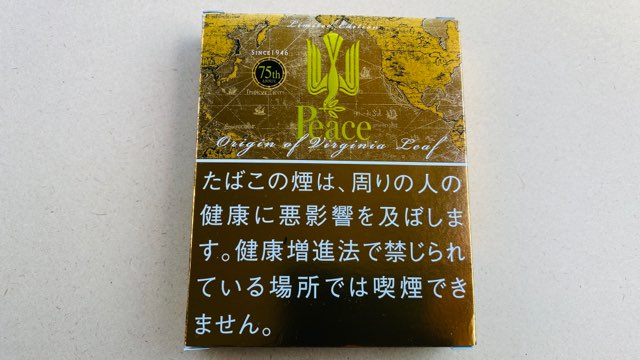 Limited Edition
SINCE 1946
75th
Peace
Origin of Virginia Leaf
たばこの煙は、周りの人の
健康に悪影響を及ぼしま
す。健康増進法で禁じられ
ている場所では喫煙でき
ません。